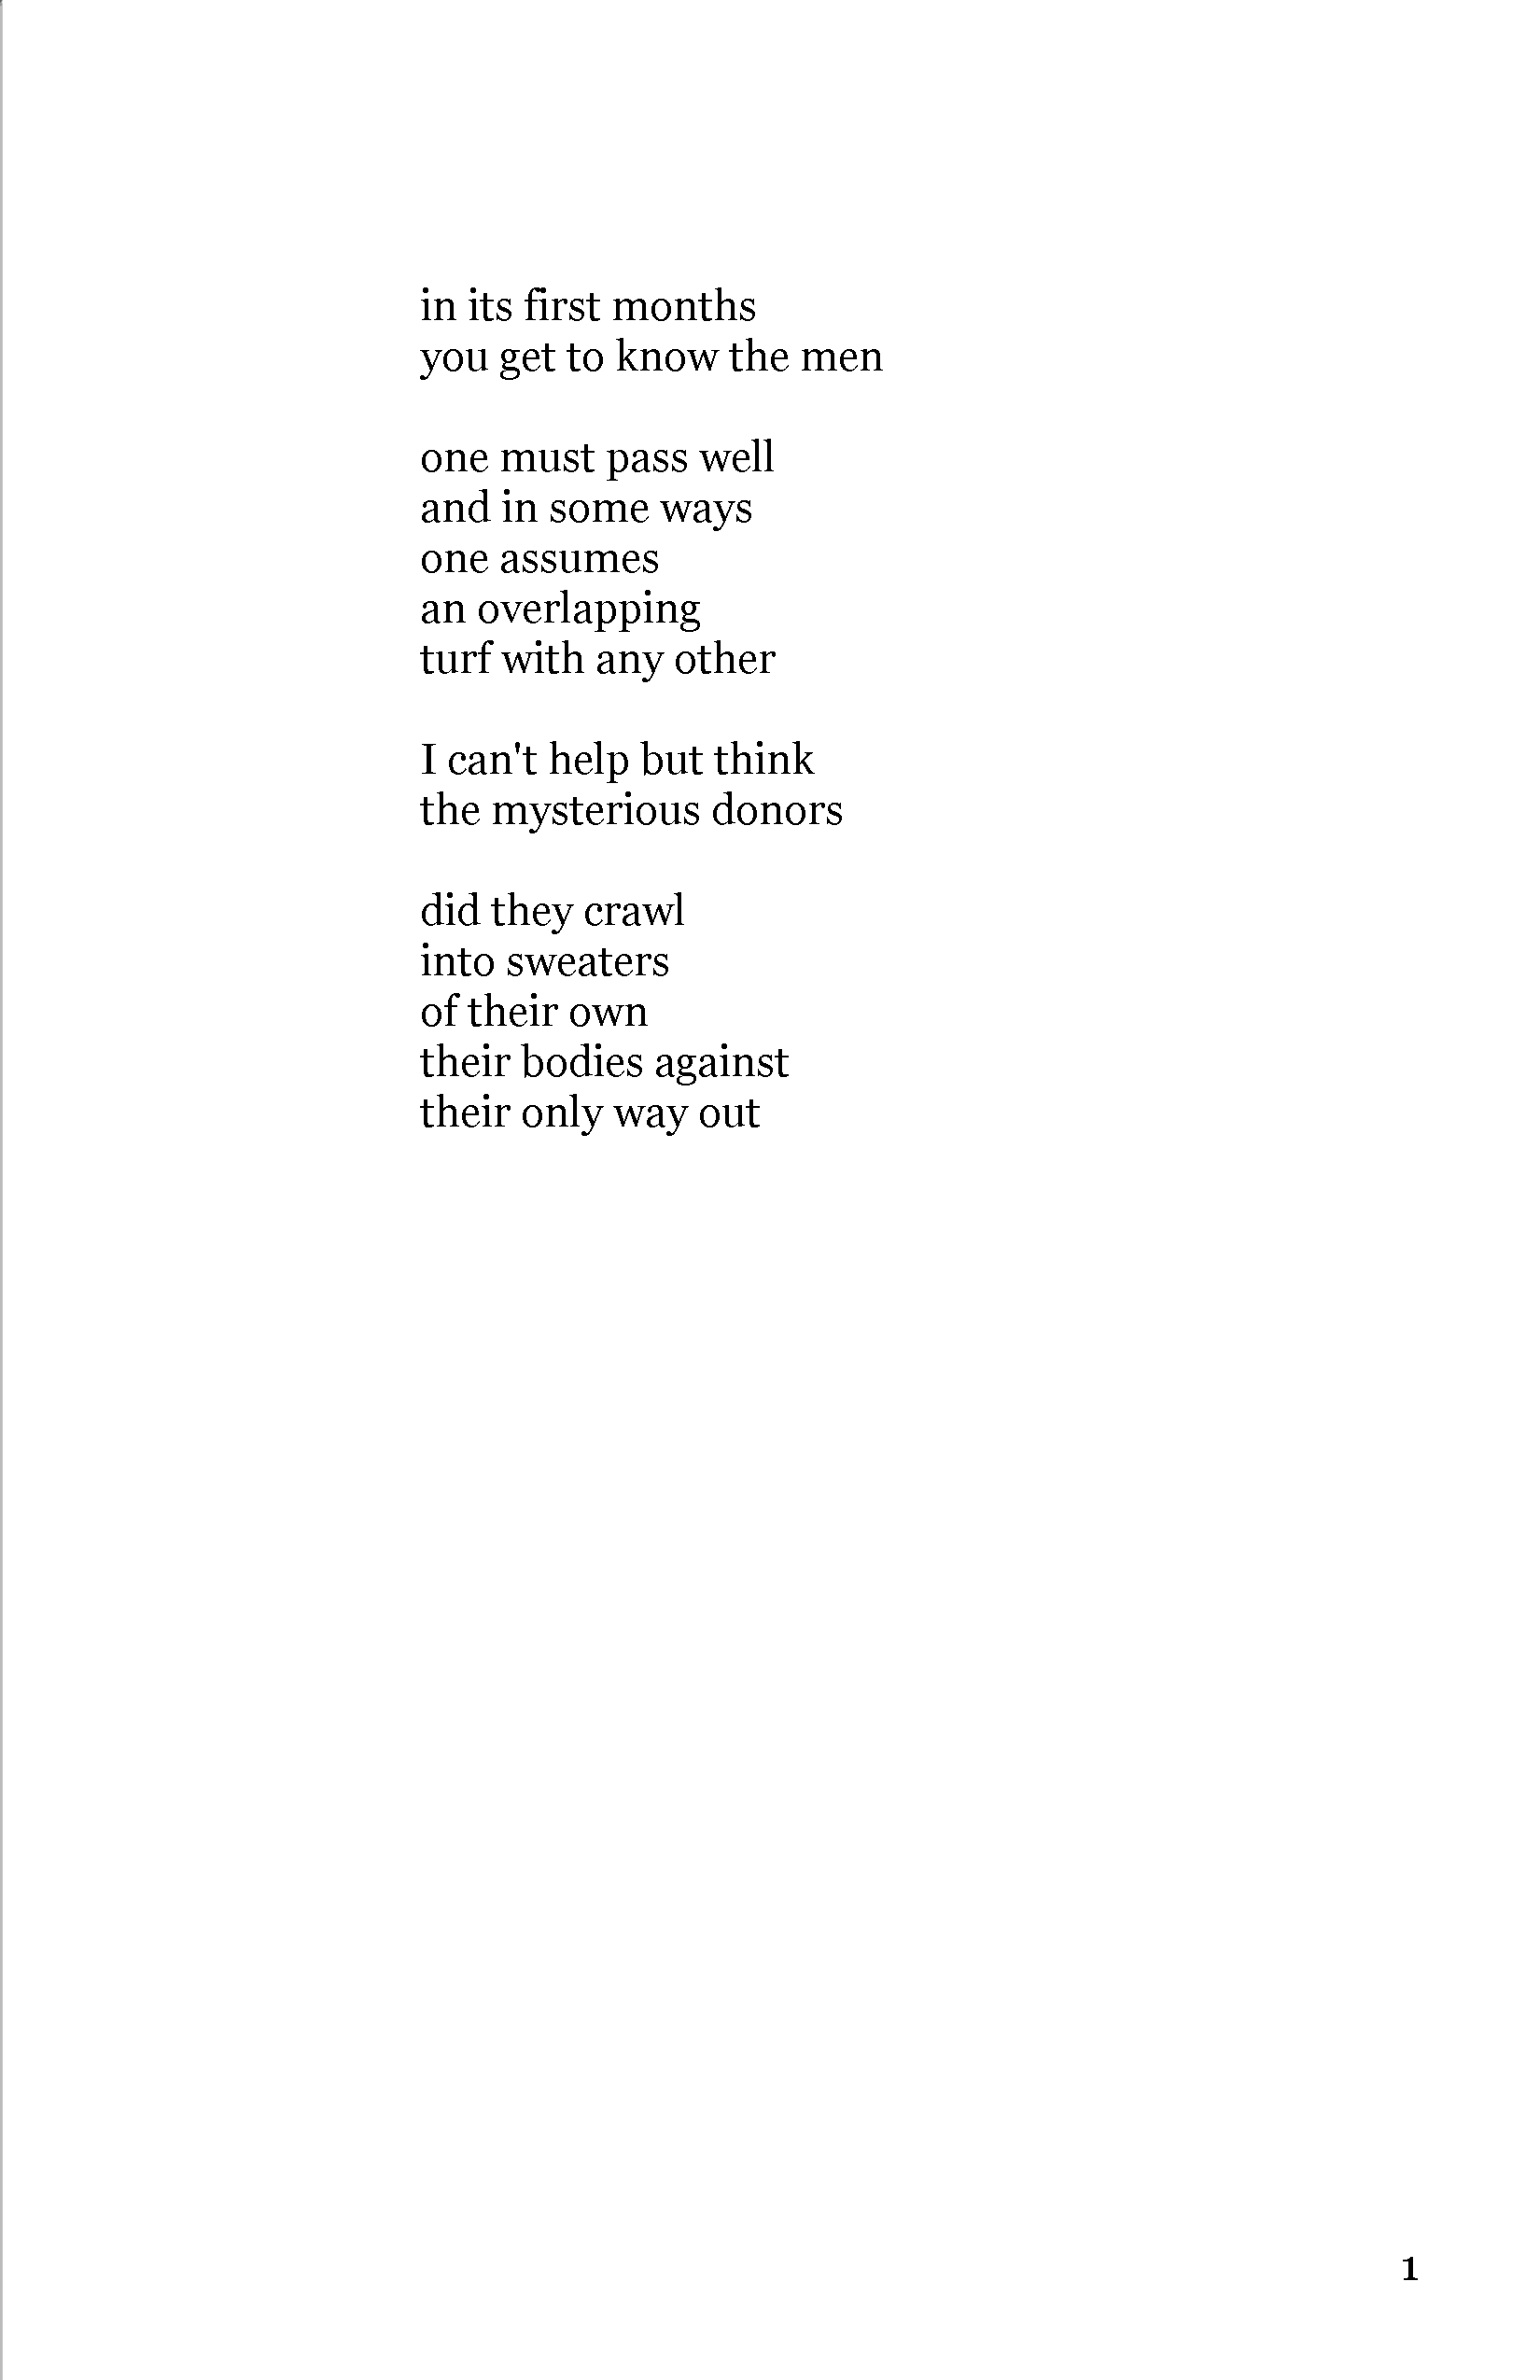 in its first months
you get to know the men
one must pass well
and in some ways
one assumes
an overlapping
turf with any other
I can't help but think
the mysterious donors
did they crawl
into sweaters
of their own
their bodies against
their only way out
1